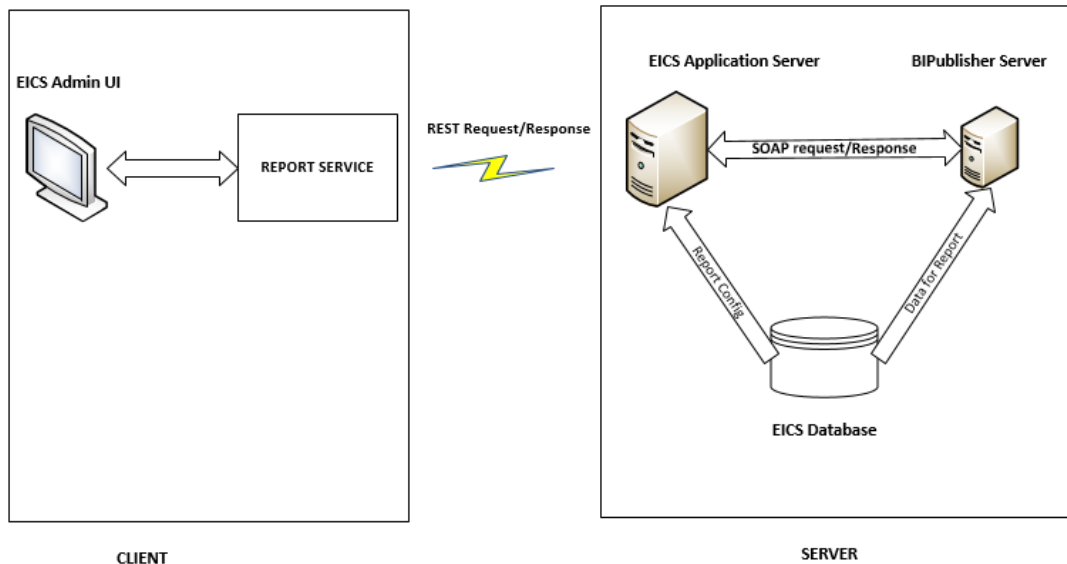 EICS Admin UI
REPORT SERVICE
CLIENT
REST Request/Response
EICS Application Server
BIPublisher Server
SOAP request/Response
Report Config
Data for Report
EICS Database
SERVER